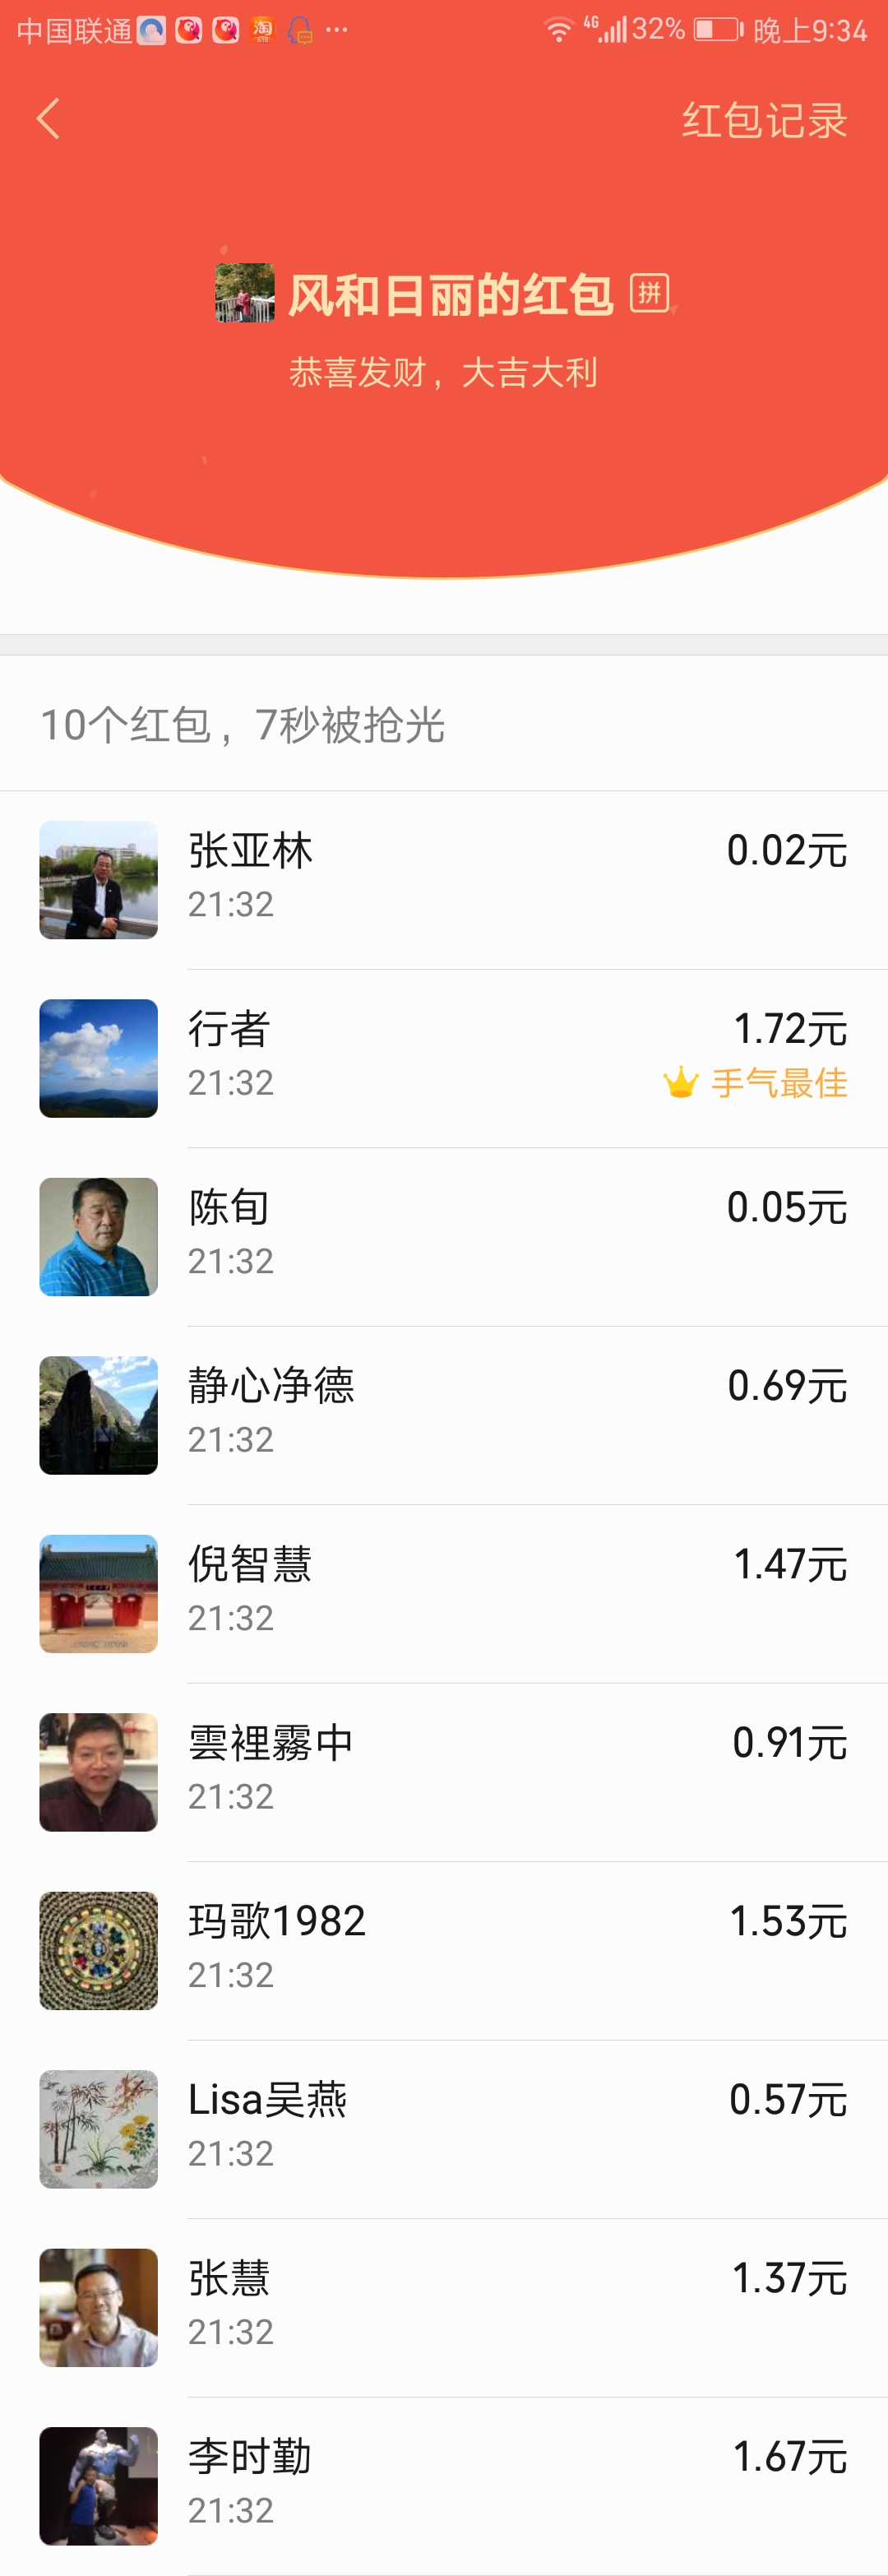 中国联通 淘 ... 4G 32% 晚上9:34
红包记录
风和日丽的红包 拼
恭喜发财，大吉大利
10个红包，7秒被抢光
张亚林 0.02元
21:32
行者 1.72元
21:32 手气最佳
陈旬 0.05元
21:32
静心净德 0.69元
21:32
倪智慧 1.47元
21:32
雲裡霧中 0.91元
21:32
玛歌1982 1.53元
21:32
Lisa吴燕 0.57元
21:32
张慧 1.37元
21:32
李时勤 1.67元
21:32